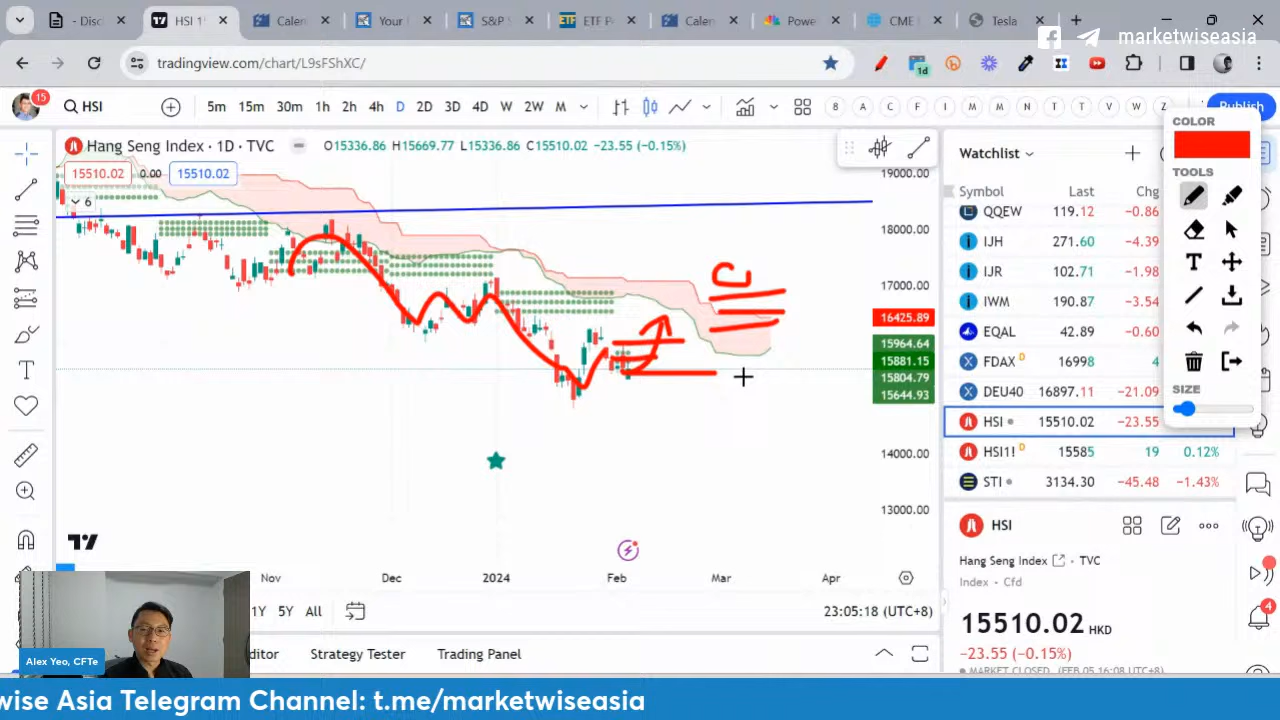 - Disc
HSI 1
Calen
Your
S&P
ETF
ETF P
Calen
Powe
CME
Tesla
marketwiseasia
tradingview.com/chart/L9sFShXC/
1d
15
HSI
5m 15m 30m 1h 2h 4h D 2D 3D 4D W 2W M
8 A C F I M M N T T V W Z
Publish
COLOR
TOOLS
SIZE
Hang Seng Index · 1D · TVC O15336.86 H15669.77 L15336.86 C15510.02 −23.55 (−0.15%)
15510.02 0.00 15510.02
6
C
19000.00
18000.00
17000.00
16425.89
15964.64
15881.15
15804.79
15644.93
14000.00
13000.00
Nov Dec 2024 Feb Mar Apr
1Y 5Y All
23:05:18 (UTC+8)
ditor Strategy Tester Trading Panel
Watchlist
Symbol Last Chg
QQEW 119.12 −0.86
IJH 271.60 −4.39
IJR 102.71 −1.98
IWM 190.87 −3.54
EQAL 42.89 −0.60
FDAX D 16998 4
DEU40 16897.11 −21.09
HSI 15510.02 −23.55
HSI1! D 15585 19 0.12%
STI 3134.30 −45.48 −1.43%
HSI
Hang Seng Index · TVC
Index · Cfd
15510.02 HKD
−23.55 (−0.15%)
MARKET CLOSED (FEB 05 16:08 UTC+8)
4
Alex Yeo, CFTe
wise Asia Telegram Channel: t.me/marketwiseasia